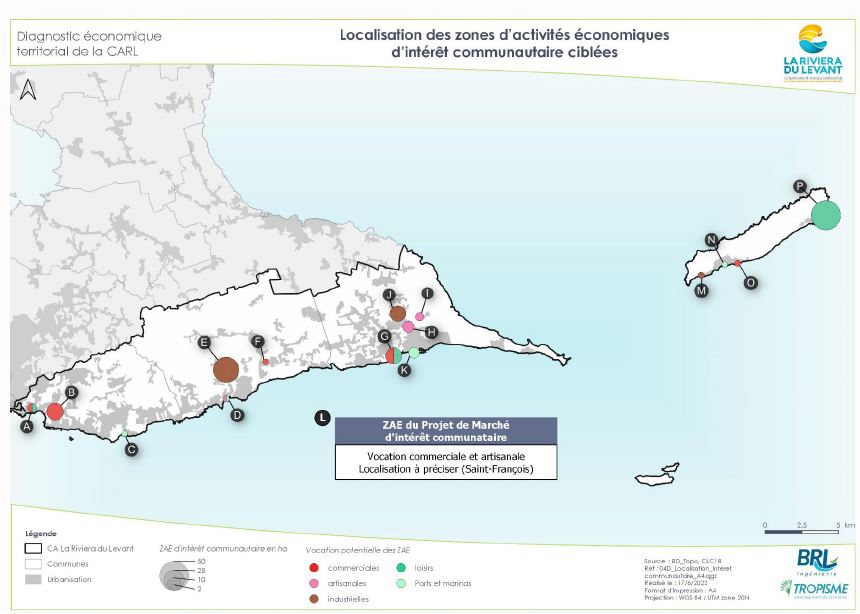 Diagnostic économique
territorial de la CARL
Localisation des zones d'activités économiques
d'intérêt communautaire ciblées
LA RIVIERA
DU LEVANT
P
N
M
O
J
I
H
G
K
E
F
D
B
A
C
L
ZAE du Projet de Marché
d'intérêt communataire
Vocation commerciale et artisanale
Localisation à préciser (Saint-François)
0 2.5 5 km
Légende
CA La Riviera du Levant
Communes
Urbanisation
ZAE d'intérêt communautaire en ha
50
25
10
2
Vocation potentielle des ZAE
commerciales
artisanales
industrielles
loisirs
Ports et marinas
Source : BD_Topo, CLC18
Réf : 04D_Localisation_Interet
communautaire_A4.qgz
Réalisé le : 17/6/2022
Format d'impression : A4
Projection : WGS 84 / UTM zone 20N
BRL
ingénierie
TROPISME